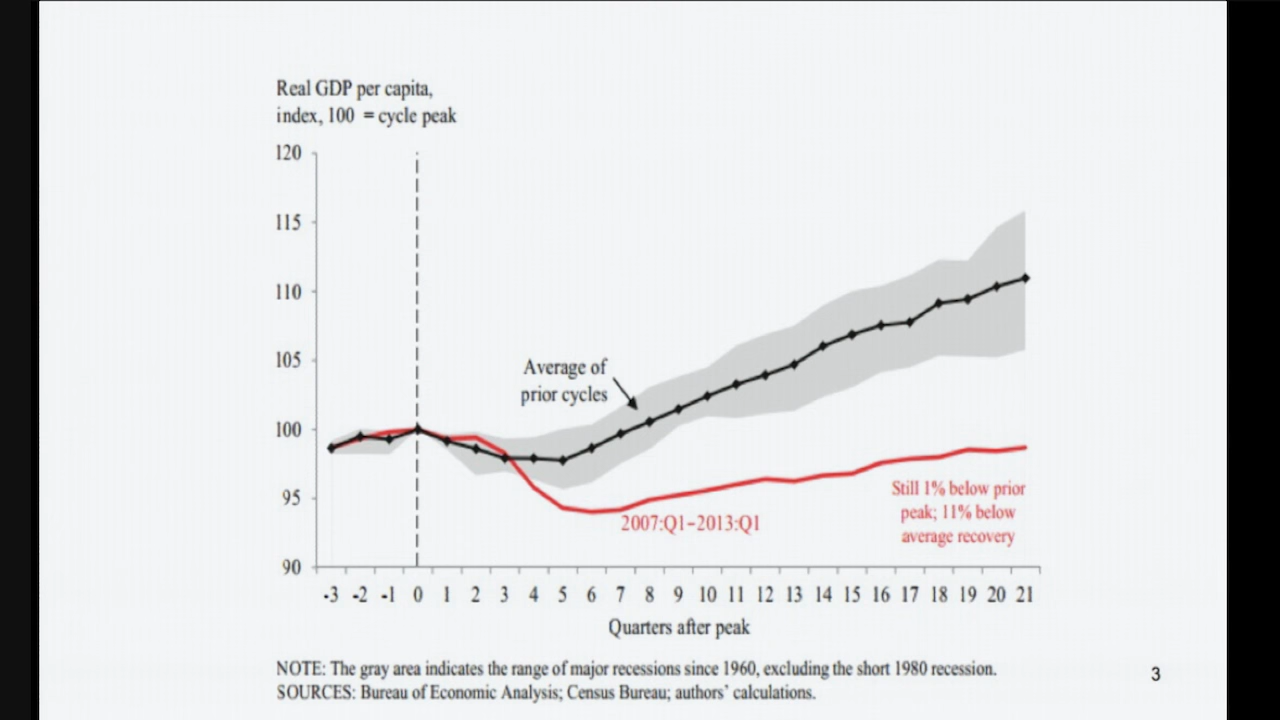 Real GDP per capita,
index, 100 = cycle peak
120
115
110
105
100
95
90
Average of
prior cycles
2007:Q1–2013:Q1
Still 1% below prior
peak; 11% below
average recovery
-3 -2 -1 0 1 2 3 4 5 6 7 8 9 10 11 12 13 14 15 16 17 18 19 20 21
Quarters after peak
NOTE: The gray area indicates the range of major recessions since 1960, excluding the short 1980 recession.
SOURCES: Bureau of Economic Analysis; Census Bureau; authors’ calculations.
3